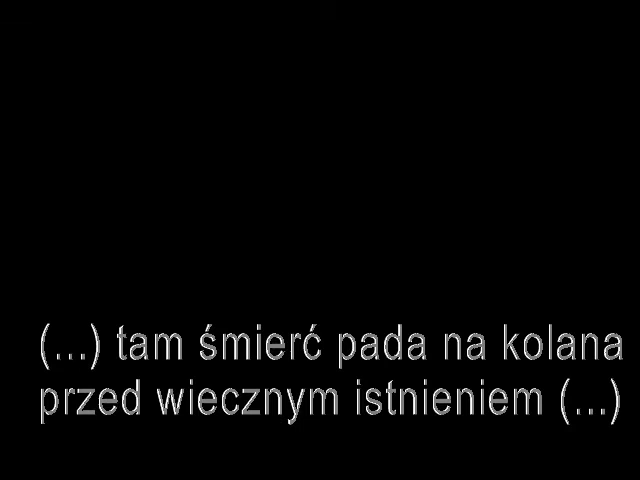 (...) tam śmierć pada na kolana
przed wiecznym istnieniem (...)